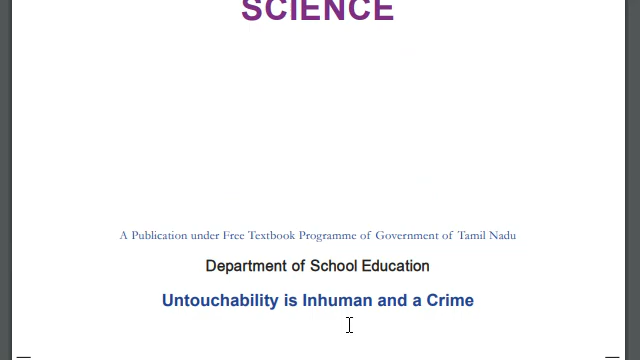 SCIENCE
A Publication under Free Textbook Programme of Government of Tamil Nadu
Department of School Education
Untouchability is Inhuman and a Crime